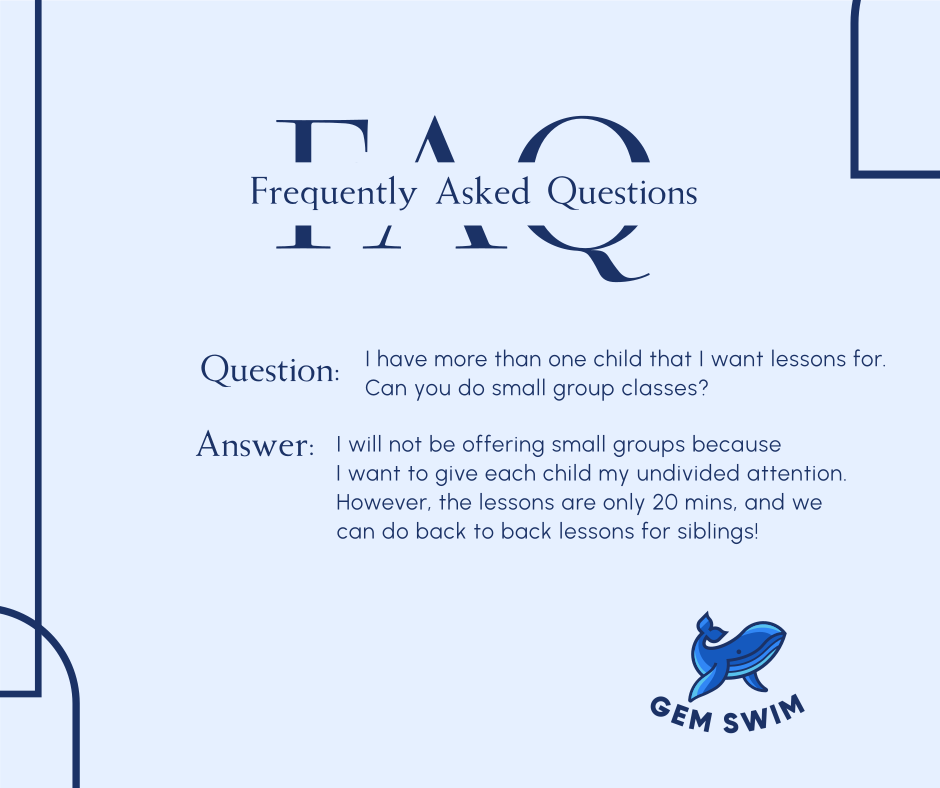 FAQ
Frequently Asked Questions
Question:
I have more than one child that I want lessons for.
Can you do small group classes?
Answer:
I will not be offering small groups because
I want to give each child my undivided attention.
However, the lessons are only 20 mins, and we
can do back to back lessons for siblings!
GEM SWIM